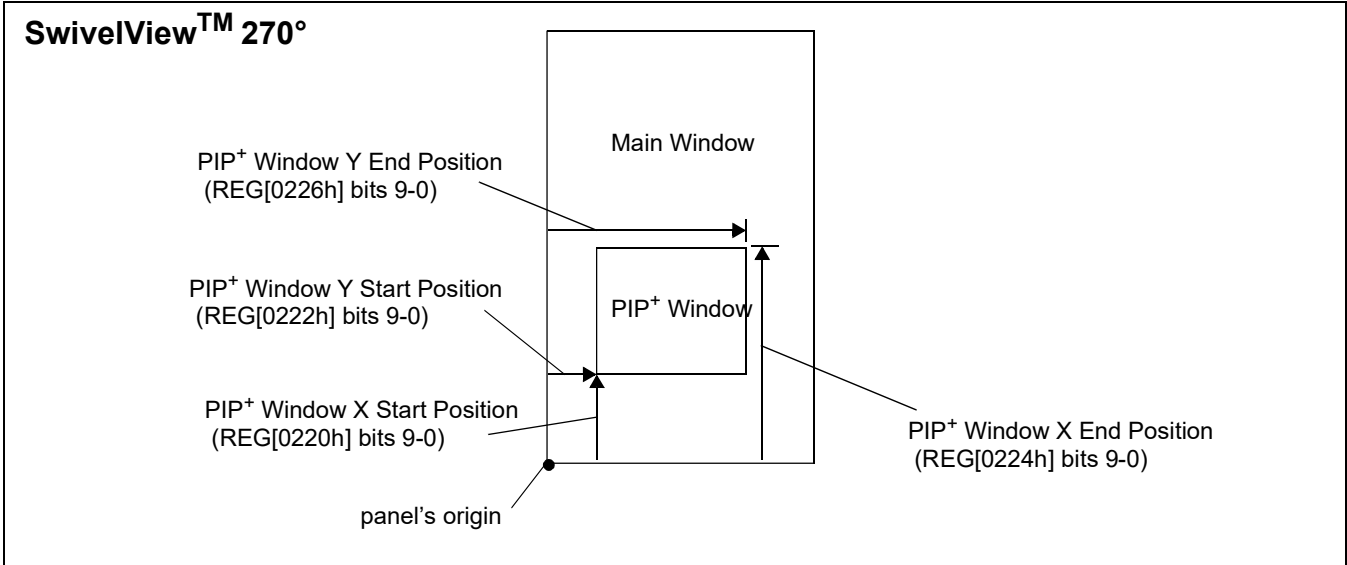 SwivelView™ 270°
Main Window
PIP+ Window Y End Position
(REG[0226h] bits 9-0)
PIP+ Window Y Start Position
(REG[0222h] bits 9-0)
PIP+ Window
PIP+ Window X Start Position
(REG[0220h] bits 9-0)
PIP+ Window X End Position
(REG[0224h] bits 9-0)
panel's origin